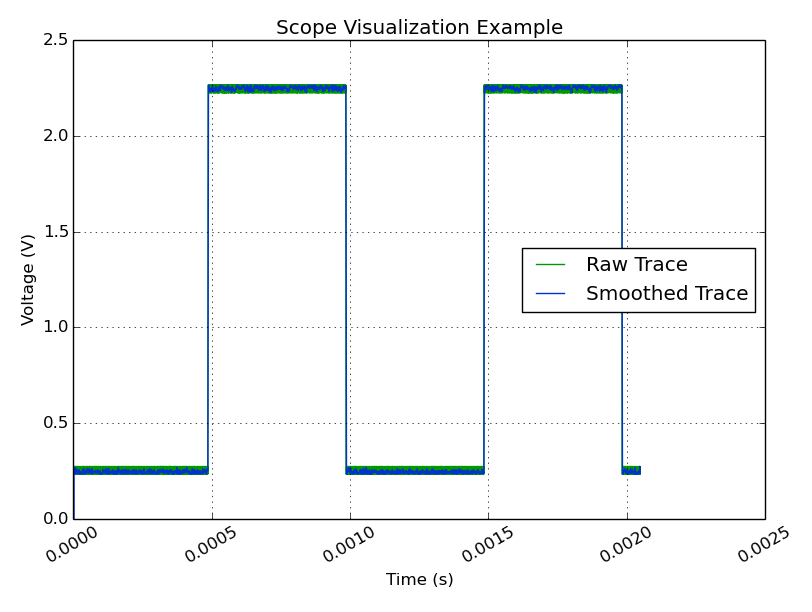 Scope Visualization Example
2.5
2.0
1.5
1.0
0.5
0.0
Voltage (V)
Raw Trace
Smoothed Trace
0.0000
0.0005
0.0010
0.0015
0.0020
0.0025
Time (s)